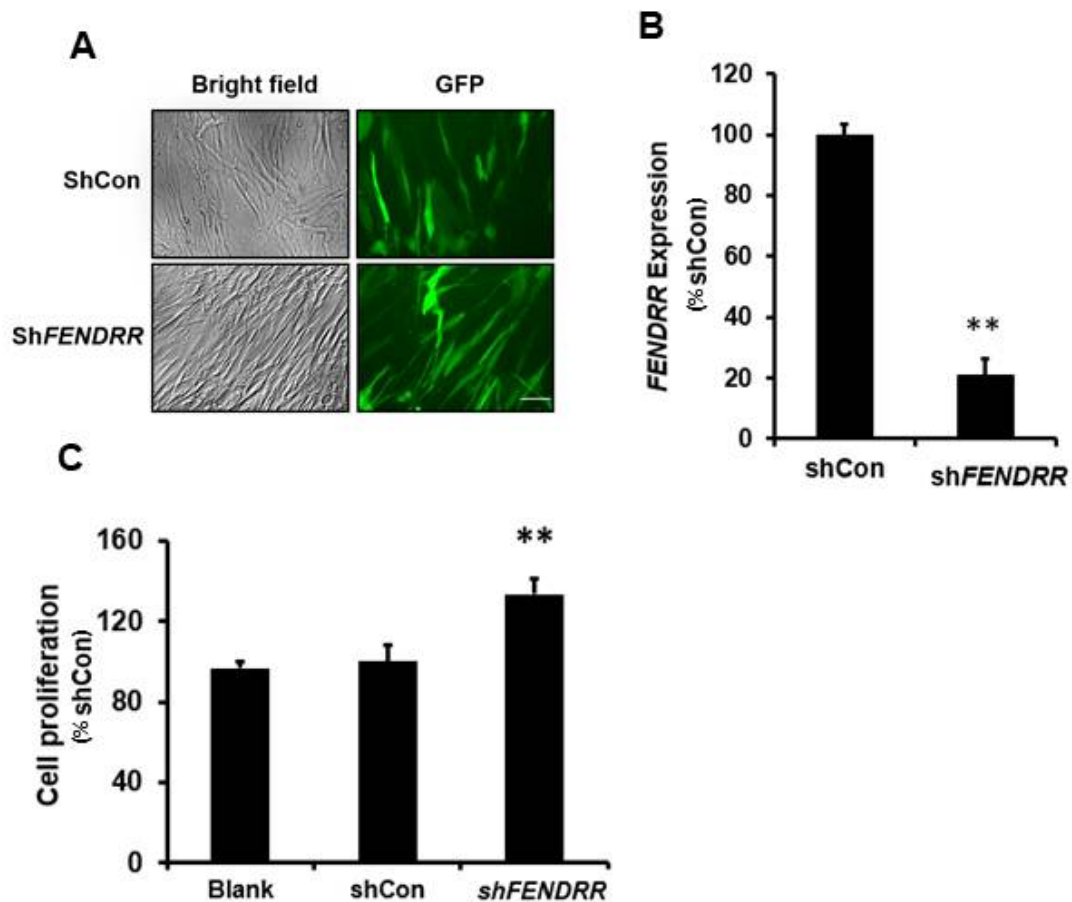 A
Bright field GFP
ShCon
ShFENDRR
B
FENDRR Expression
(% shCon)
120
100
80
60
40
20
0
**
shCon shFENDRR
C
Cell proliferation
(% shCon)
160
120
80
40
0
**
Blank shCon shFENDRR